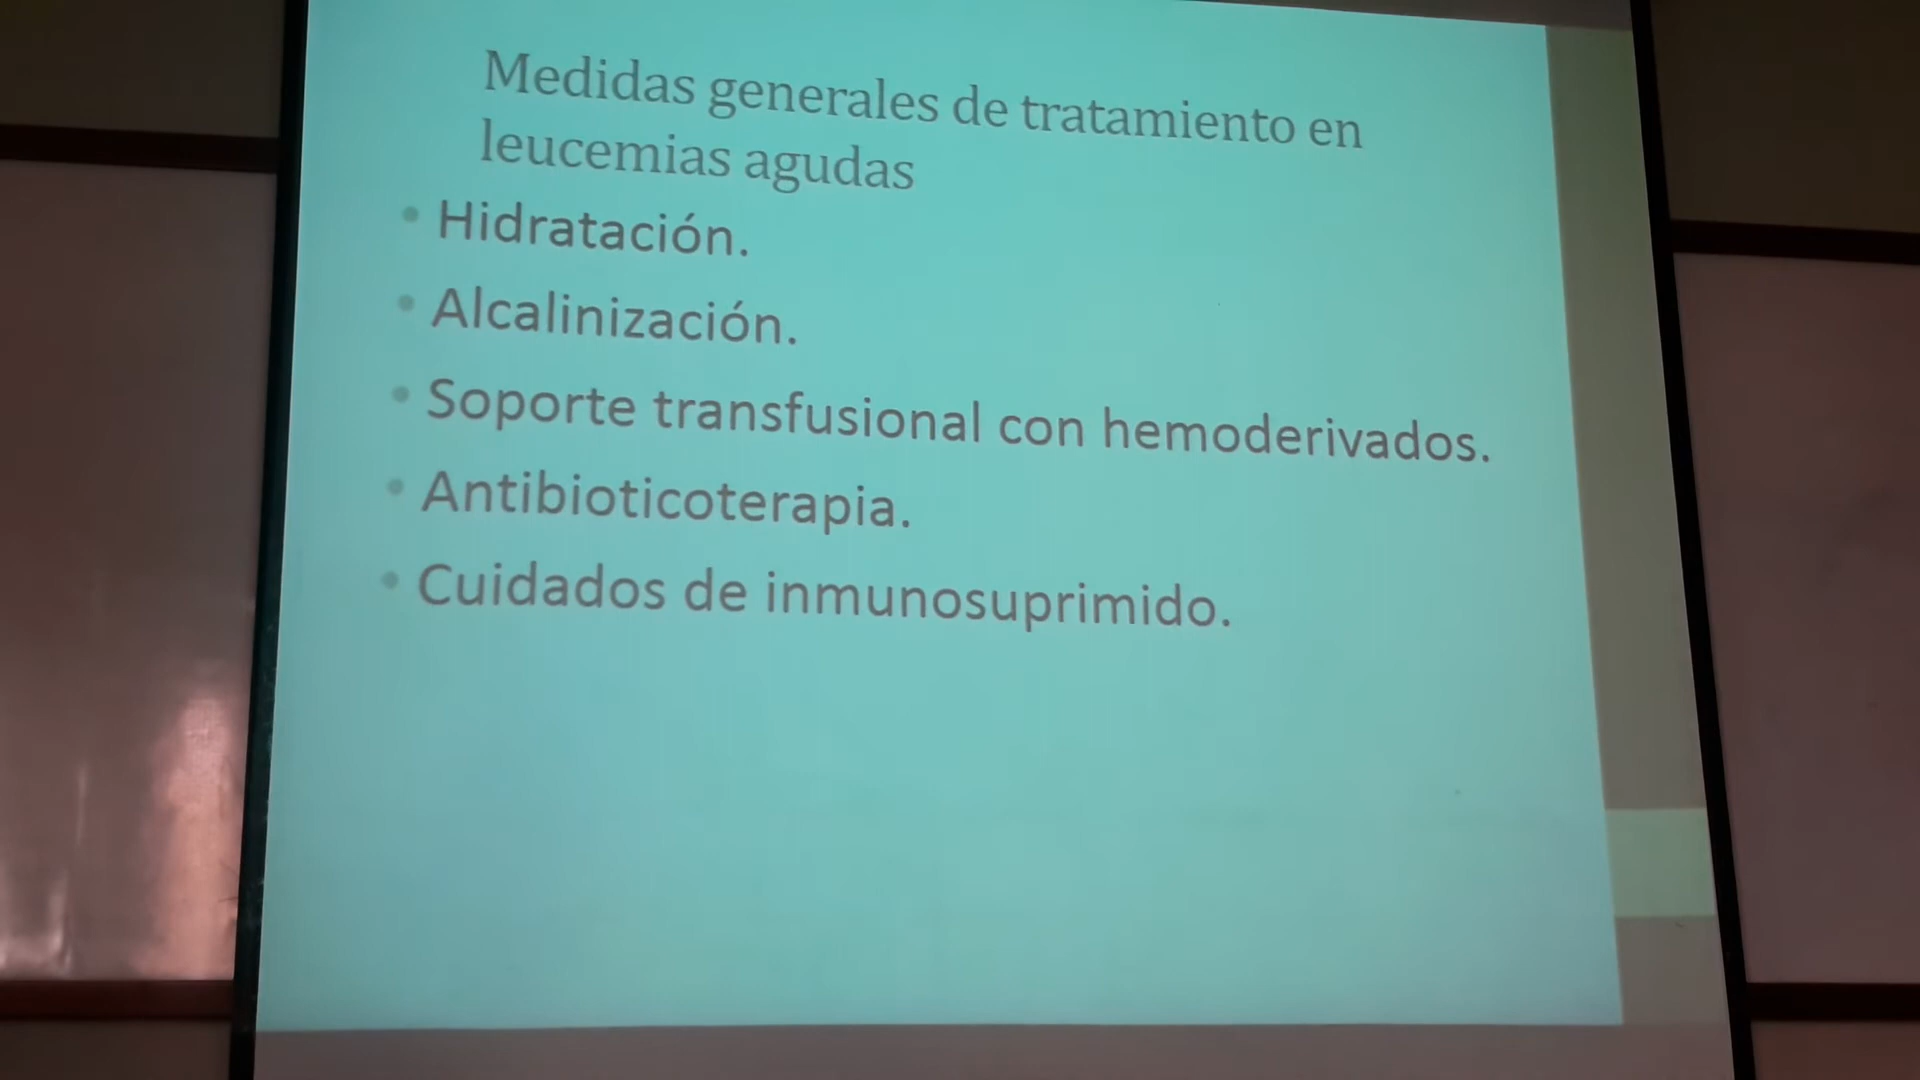 Medidas generales de tratamiento en
leucemias agudas
• Hidratación.
• Alcalinización.
• Soporte transfusional con hemoderivados.
• Antibioticoterapia.
• Cuidados de inmunosuprimido.